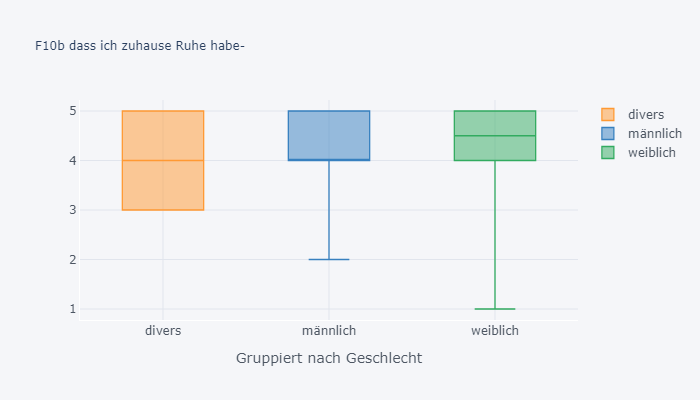 F10b dass ich zuhause Ruhe habe-
5
4
3
2
1
divers
männlich
weiblich
Gruppiert nach Geschlecht
divers
männlich
weiblich